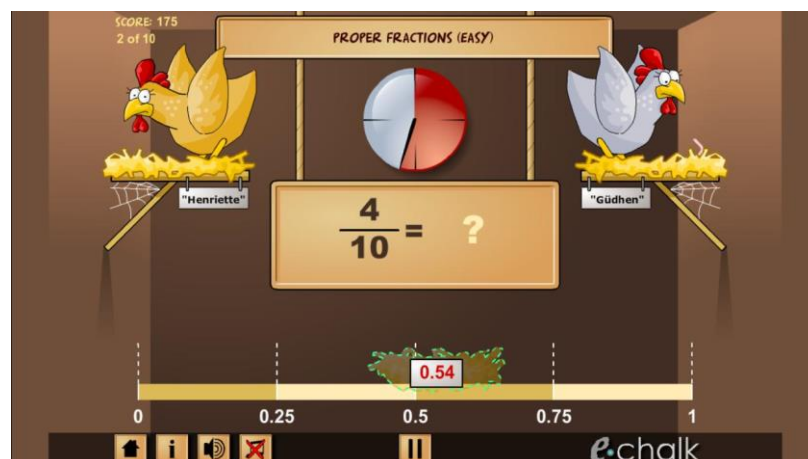 SCORE: 175
2 of 10
PROPER FRACTIONS (EASY)
"Henriette"
"Güdhen"
4
10
= ?
0.54
0 0.25 0.5 0.75 1
i
e·chalk